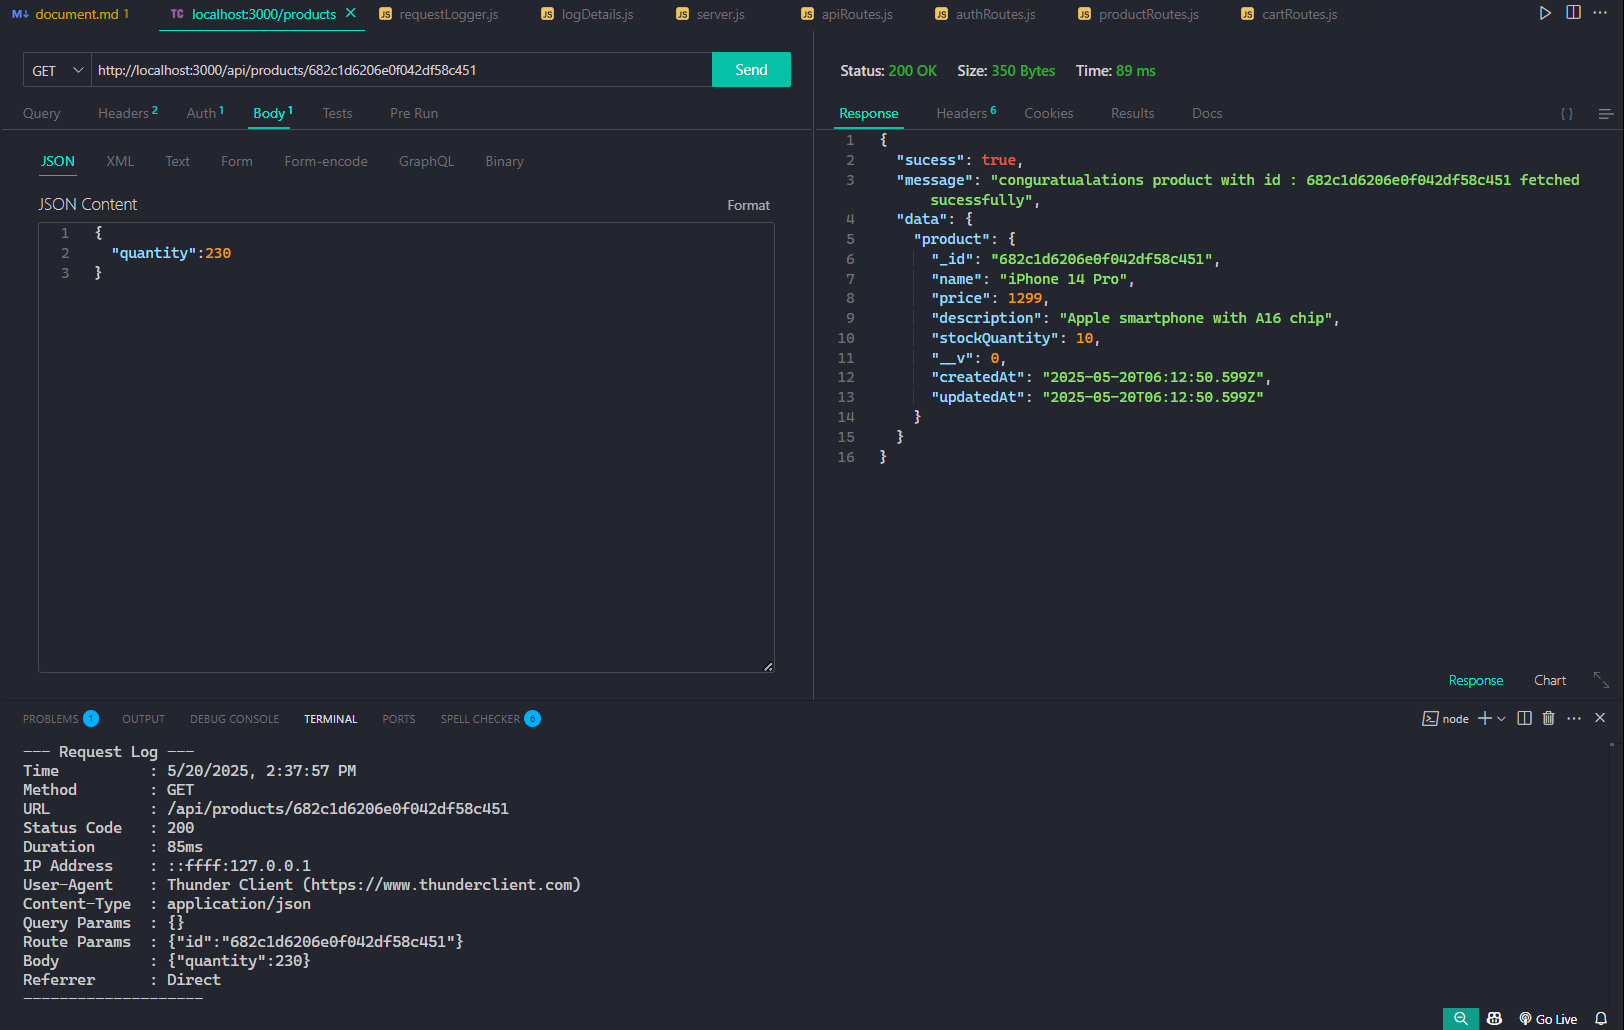 document.md 1
TC localhost:3000/products
JS requestLogger.js
JS logDetails.js
JS server.js
JS apiRoutes.js
JS authRoutes.js
JS productRoutes.js
JS cartRoutes.js
GET http://localhost:3000/api/products/682c1d6206e0f042df58c451 Send
Query Headers 2 Auth 1 Body 1 Tests Pre Run
JSON XML Text Form Form-encode GraphQL Binary
JSON Content Format
1 {
2 "quantity":230
3 }
Status: 200 OK Size: 350 Bytes Time: 89 ms
Response Headers 6 Cookies Results Docs { }
1 {
2 "sucess": true,
3 "message": "conguratualations product with id : 682c1d6206e0f042df58c451 fetched
sucessfully",
4 "data": {
5 "product": {
6 "_id": "682c1d6206e0f042df58c451",
7 "name": "iPhone 14 Pro",
8 "price": 1299,
9 "description": "Apple smartphone with A16 chip",
10 "stockQuantity": 10,
11 "__v": 0,
12 "createdAt": "2025-05-20T06:12:50.599Z",
13 "updatedAt": "2025-05-20T06:12:50.599Z"
14 }
15 }
16 }
Response Chart
PROBLEMS 1 OUTPUT DEBUG CONSOLE TERMINAL PORTS SPELL CHECKER 6 node
--- Request Log ---
Time : 5/20/2025, 2:37:57 PM
Method : GET
URL : /api/products/682c1d6206e0f042df58c451
Status Code : 200
Duration : 85ms
IP Address : ::ffff:127.0.0.1
User-Agent : Thunder Client (https://www.thunderclient.com)
Content-Type : application/json
Query Params : {}
Route Params : {"id":"682c1d6206e0f042df58c451"}
Body : {"quantity":230}
Referrer : Direct
--------------------
Go Live